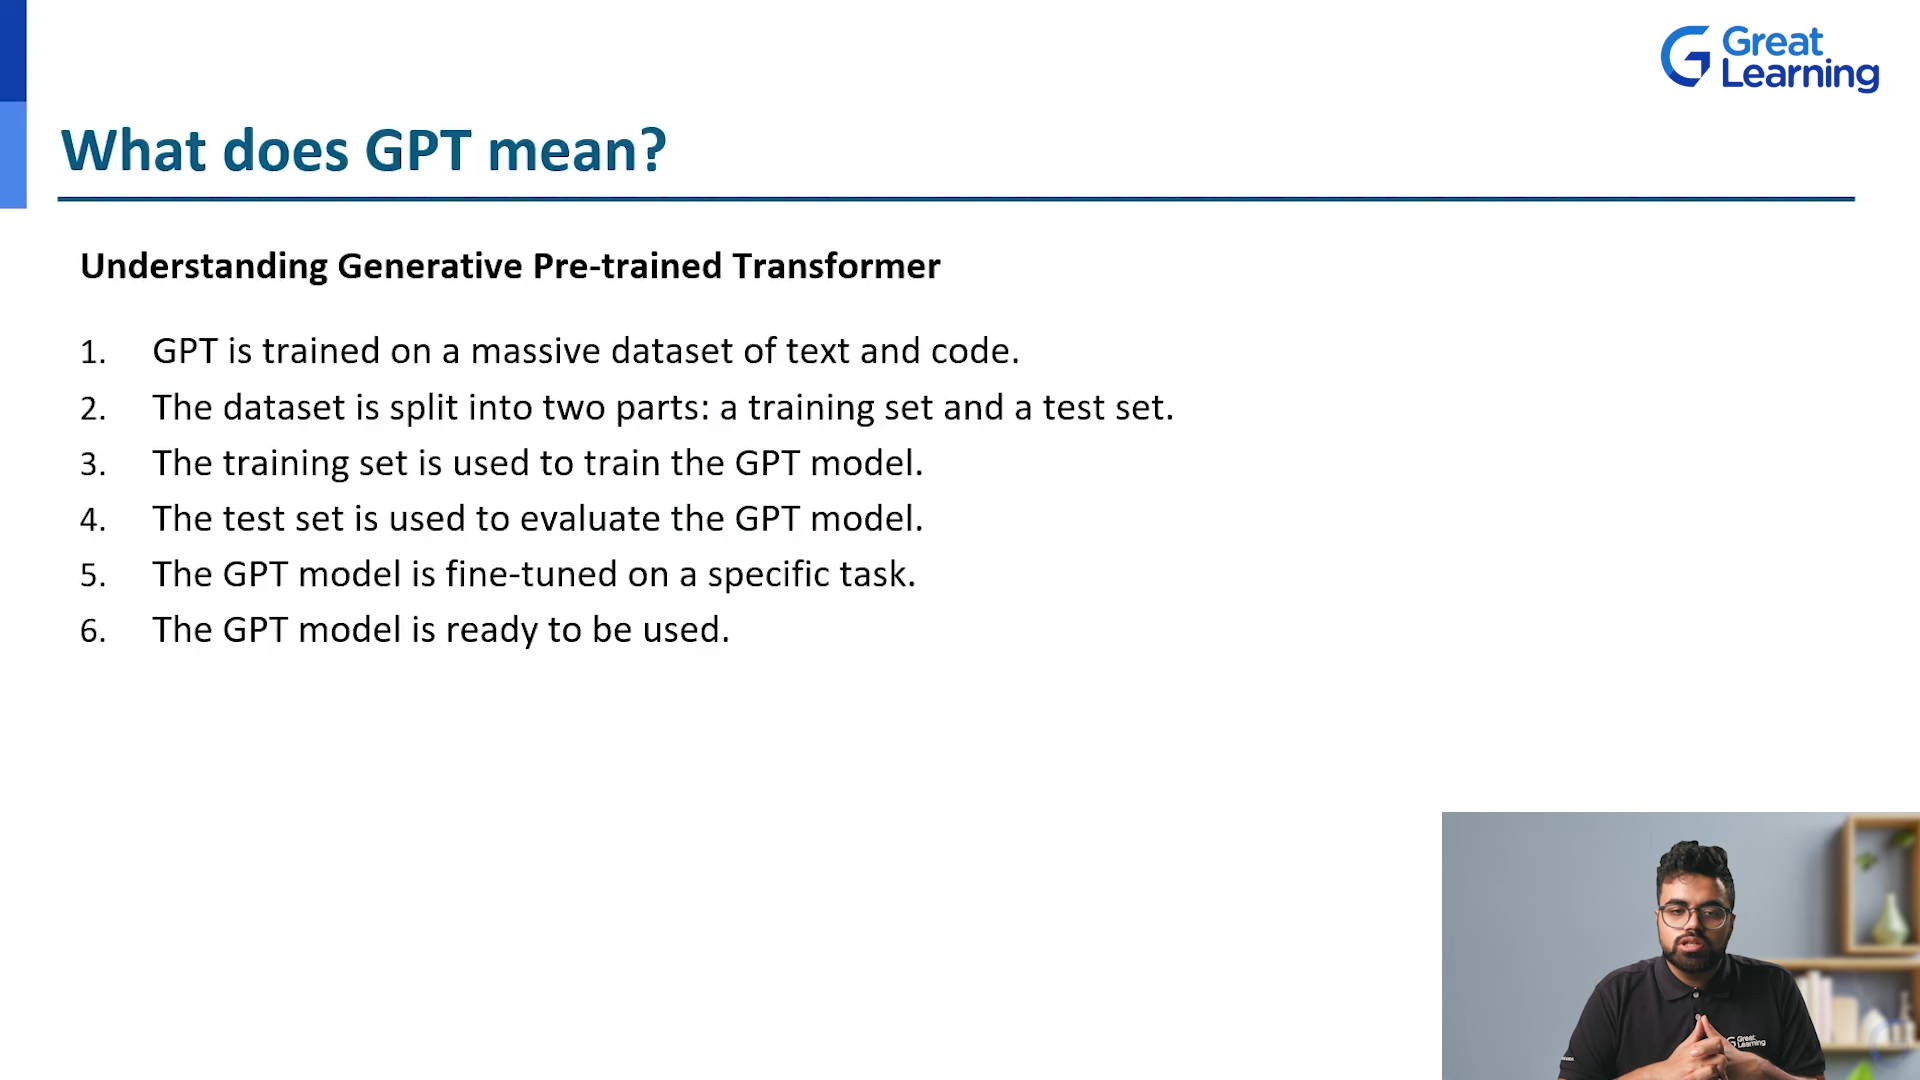 Great
Learning
What does GPT mean?
Understanding Generative Pre-trained Transformer
1. GPT is trained on a massive dataset of text and code.
2. The dataset is split into two parts: a training set and a test set.
3. The training set is used to train the GPT model.
4. The test set is used to evaluate the GPT model.
5. The GPT model is fine-tuned on a specific task.
6. The GPT model is ready to be used.
Great
Learning